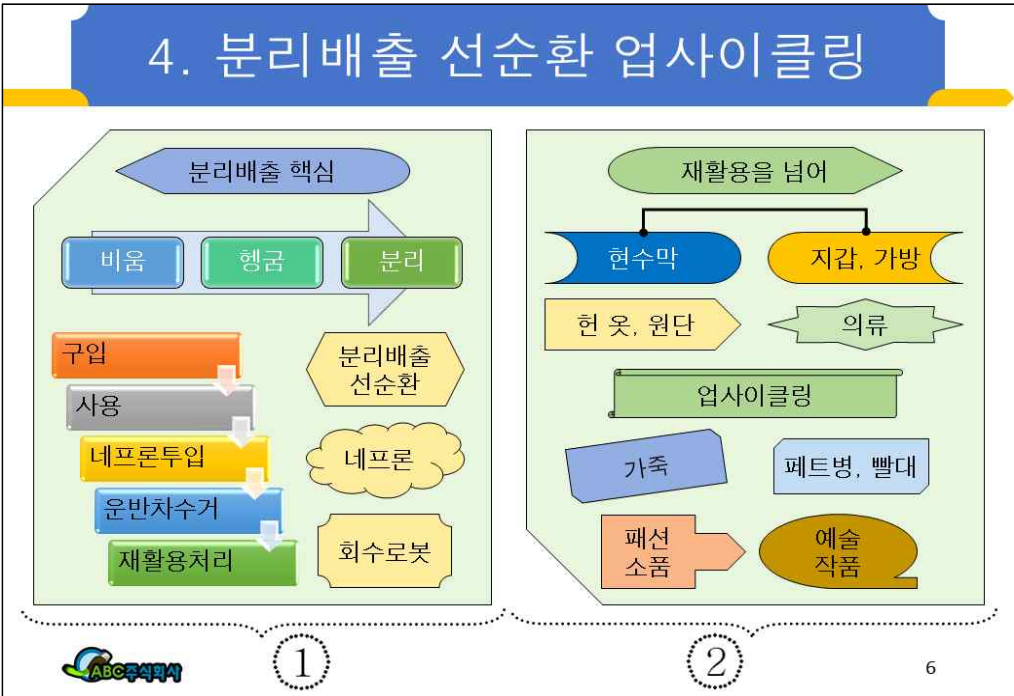 4. 분리배출 선순환 업사이클링
분리배출 핵심
비움
헹굼
분리
구입
사용
네프론투입
운반차수거
재활용처리
분리배출
선순환
네프론
회수로봇
재활용을 넘어
현수막
지갑, 가방
헌 옷, 원단
의류
업사이클링
가죽
페트병, 빨대
패션
소품
예술
작품
1
2
ABC주식회사
6